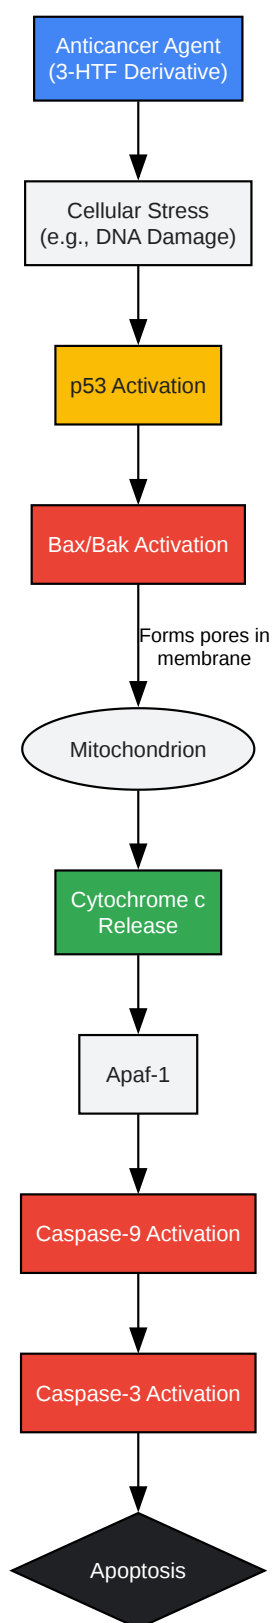 Anticancer Agent
(3-HTF Derivative)
Cellular Stress
(e.g., DNA Damage)
p53 Activation
Bax/Bak Activation
Forms pores in
membrane
Mitochondrion
Cytochrome c
Release
Apaf-1
Caspase-9 Activation
Caspase-3 Activation
Apoptosis